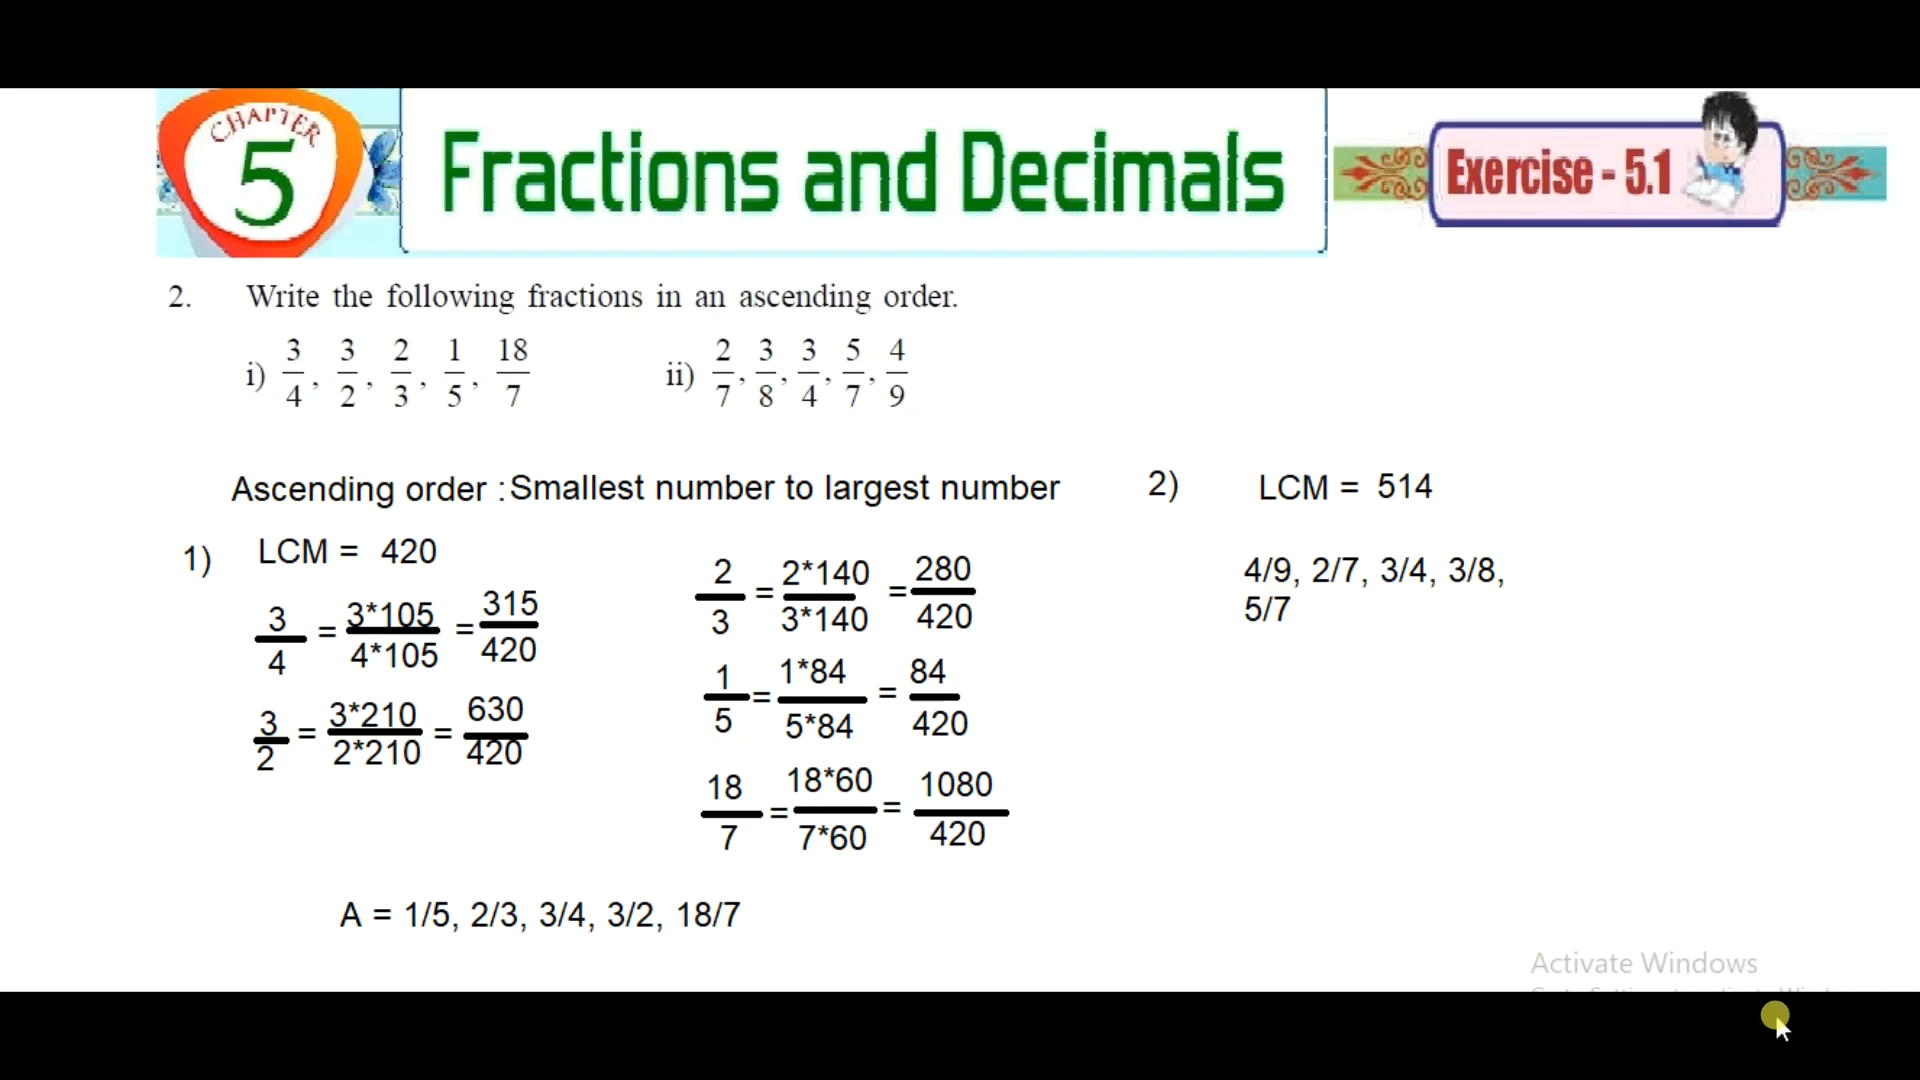 CHAPTER
5
Fractions and Decimals
Exercise - 5.1
2. Write the following fractions in an ascending order.
i) 3/4, 3/2, 2/3, 1/5, 18/7
ii) 2/7, 3/8, 3/4, 5/7, 4/9
Ascending order : Smallest number to largest number
1) LCM = 420
3/4 = 3*105/4*105 = 315/420
3/2 = 3*210/2*210 = 630/420
2/3 = 2*140/3*140 = 280/420
1/5 = 1*84/5*84 = 84/420
18/7 = 18*60/7*60 = 1080/420
A = 1/5, 2/3, 3/4, 3/2, 18/7
2) LCM = 514
4/9, 2/7, 3/4, 3/8,
5/7
Activate Windows